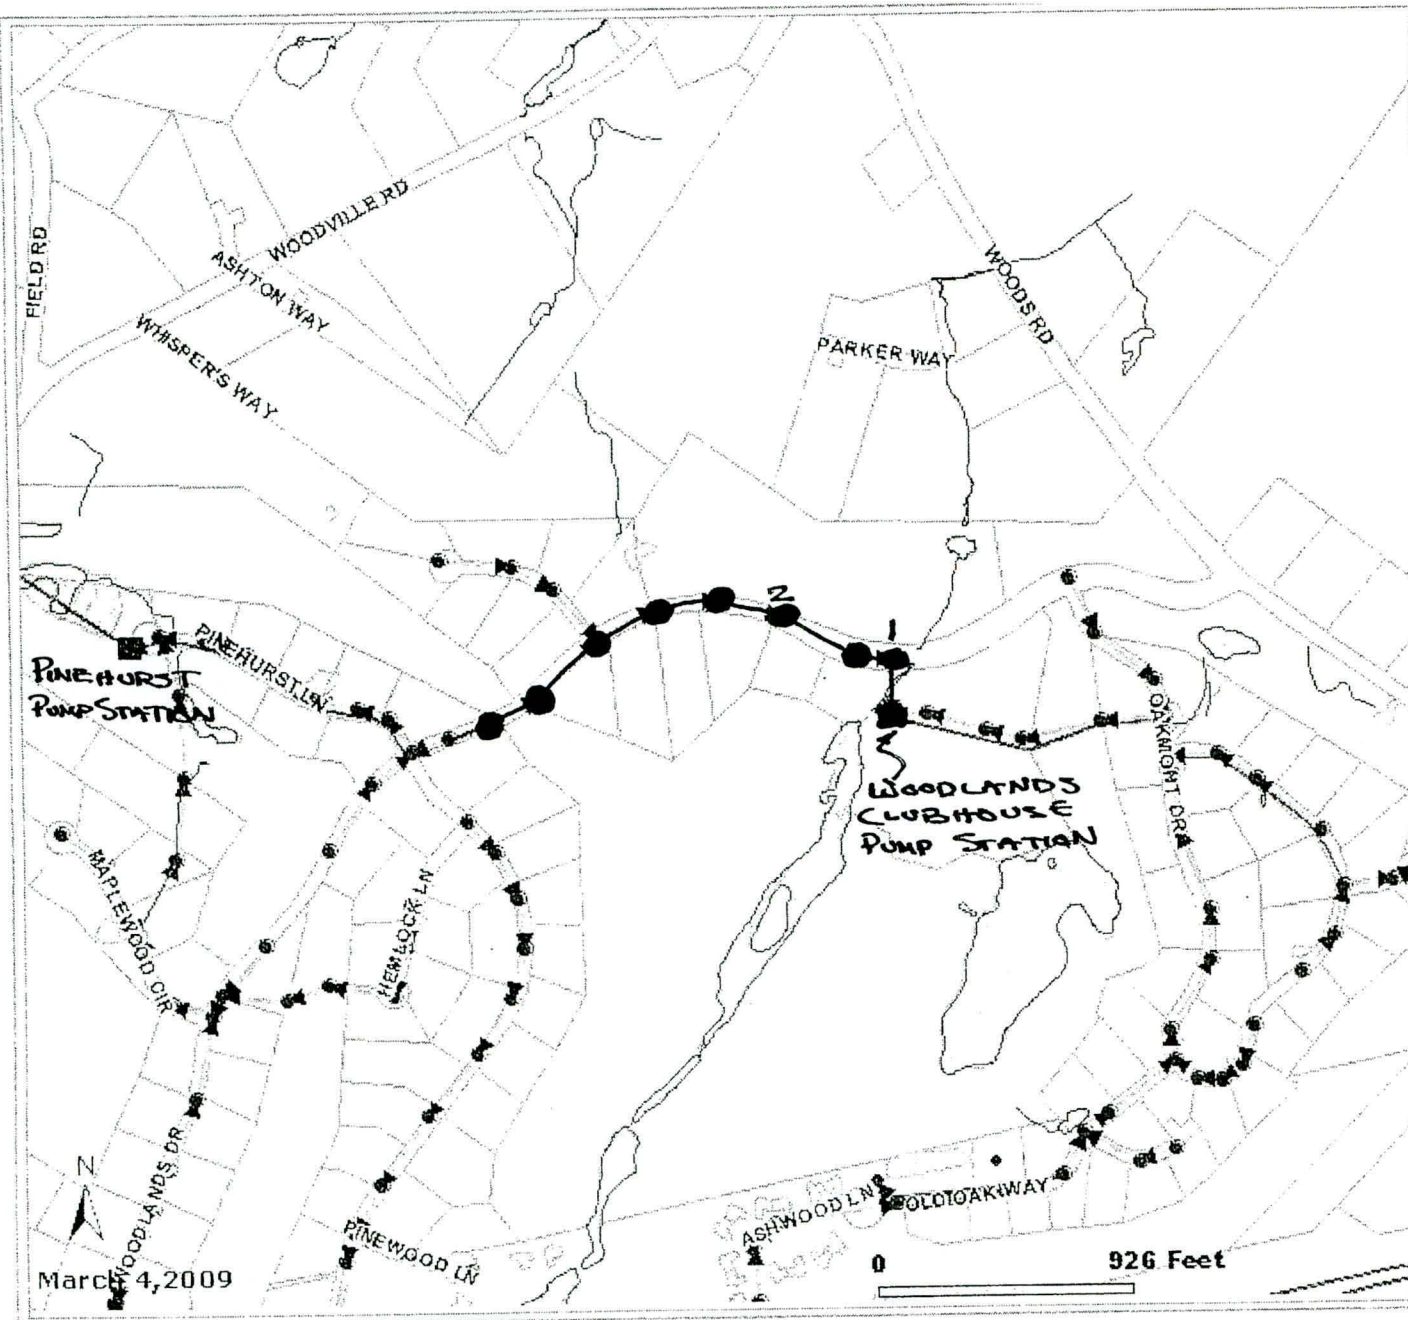 FIELD RD
WOODVILLE RD
ASHTON WAY
WHISPER'S WAY
WOODS RD
PARKER WAY
2
1
PINEHURST LN
PINEHURST
PUMP STATION
WOODLANDS
CLUBHOUSE
PUMP STATION
OAKMONT DR
MAPLEWOOD CIR
HEMLOCK LN
WOODLANDS DR
PINEWOOD LN
ASHWOOD LN
OLD OAK WAY
N
March 4, 2009
0 926 Feet